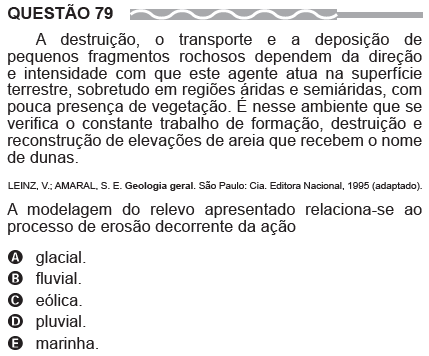 QUESTÃO 79
A destruição, o transporte e a deposição de
pequenos fragmentos rochosos dependem da direção
e intensidade com que este agente atua na superfície
terrestre, sobretudo em regiões áridas e semiáridas, com
pouca presença de vegetação. É nesse ambiente que se
verifica o constante trabalho de formação, destruição e
reconstrução de elevações de areia que recebem o nome
de dunas.
LEINZ, V.; AMARAL, S. E. Geologia geral. São Paulo: Cia. Editora Nacional, 1995 (adaptado).
A modelagem do relevo apresentado relaciona-se ao
processo de erosão decorrente da ação
A glacial.
B fluvial.
C eólica.
D pluvial.
E marinha.